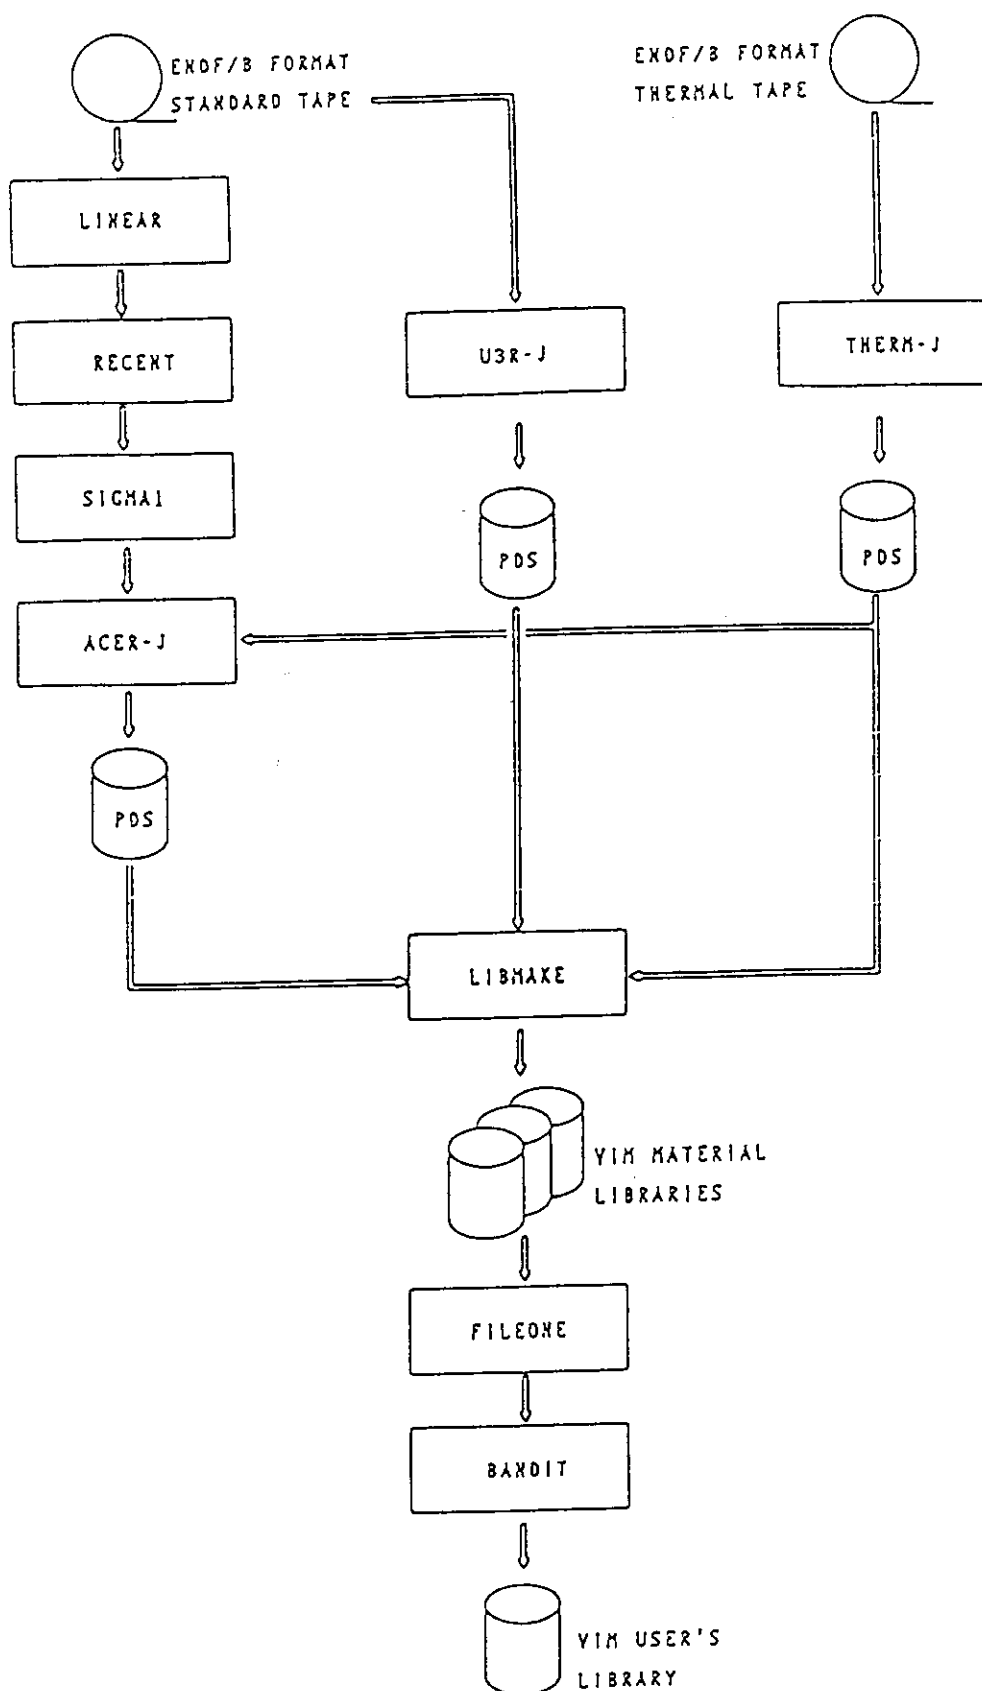 ENDF/B FORMAT
STANDARD TAPE
ENDF/B FORMAT
THERMAL TAPE
LINEAR
RECENT
U3R-J
THERM-J
SIGMA1
PDS
PDS
ACER-J
PDS
LIBMAKE
VIM MATERIAL
LIBRARIES
FILEONE
BANDIT
VIM USER'S
LIBRARY